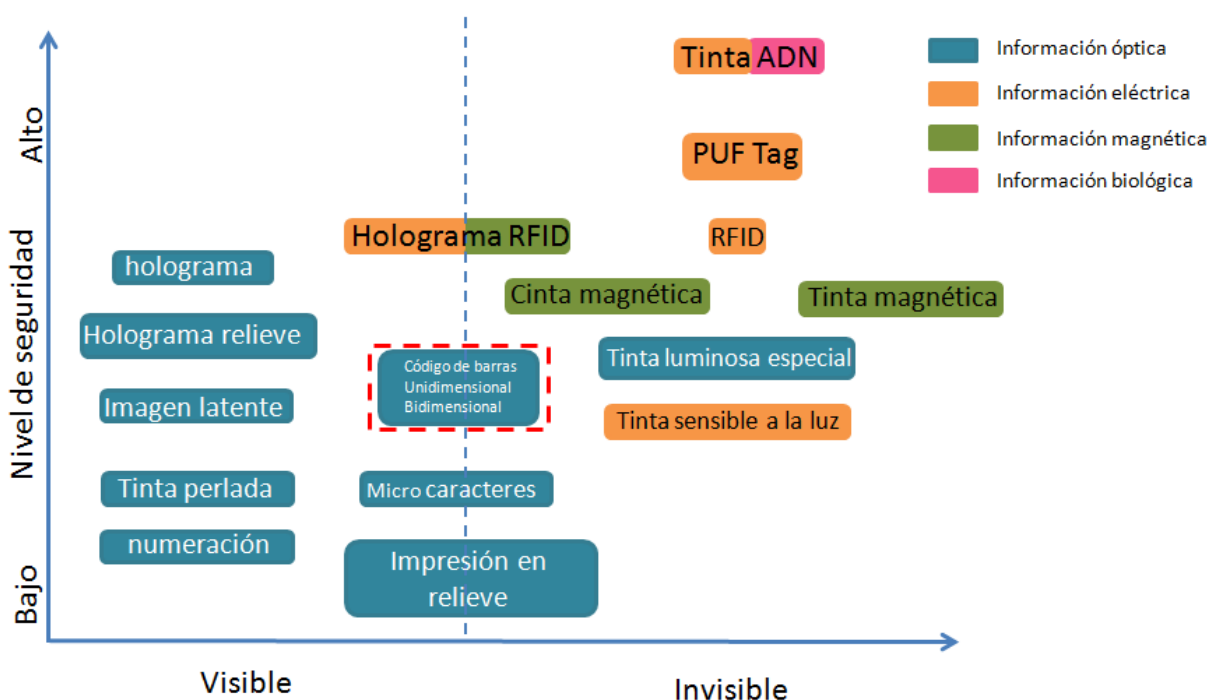 Alto
Nivel de seguridad
Bajo
Tinta ADN
PUF Tag
Holograma RFID
RFID
holograma
Cinta magnética
Tinta magnética
Holograma relieve
Código de barras
Unidimensional
Bidimensional
Tinta luminosa especial
Imagen latente
Tinta sensible a la luz
Tinta perlada
Micro caracteres
numeración
Impresión en
relieve
Visible
Invisible
Información óptica
Información eléctrica
Información magnética
Información biológica